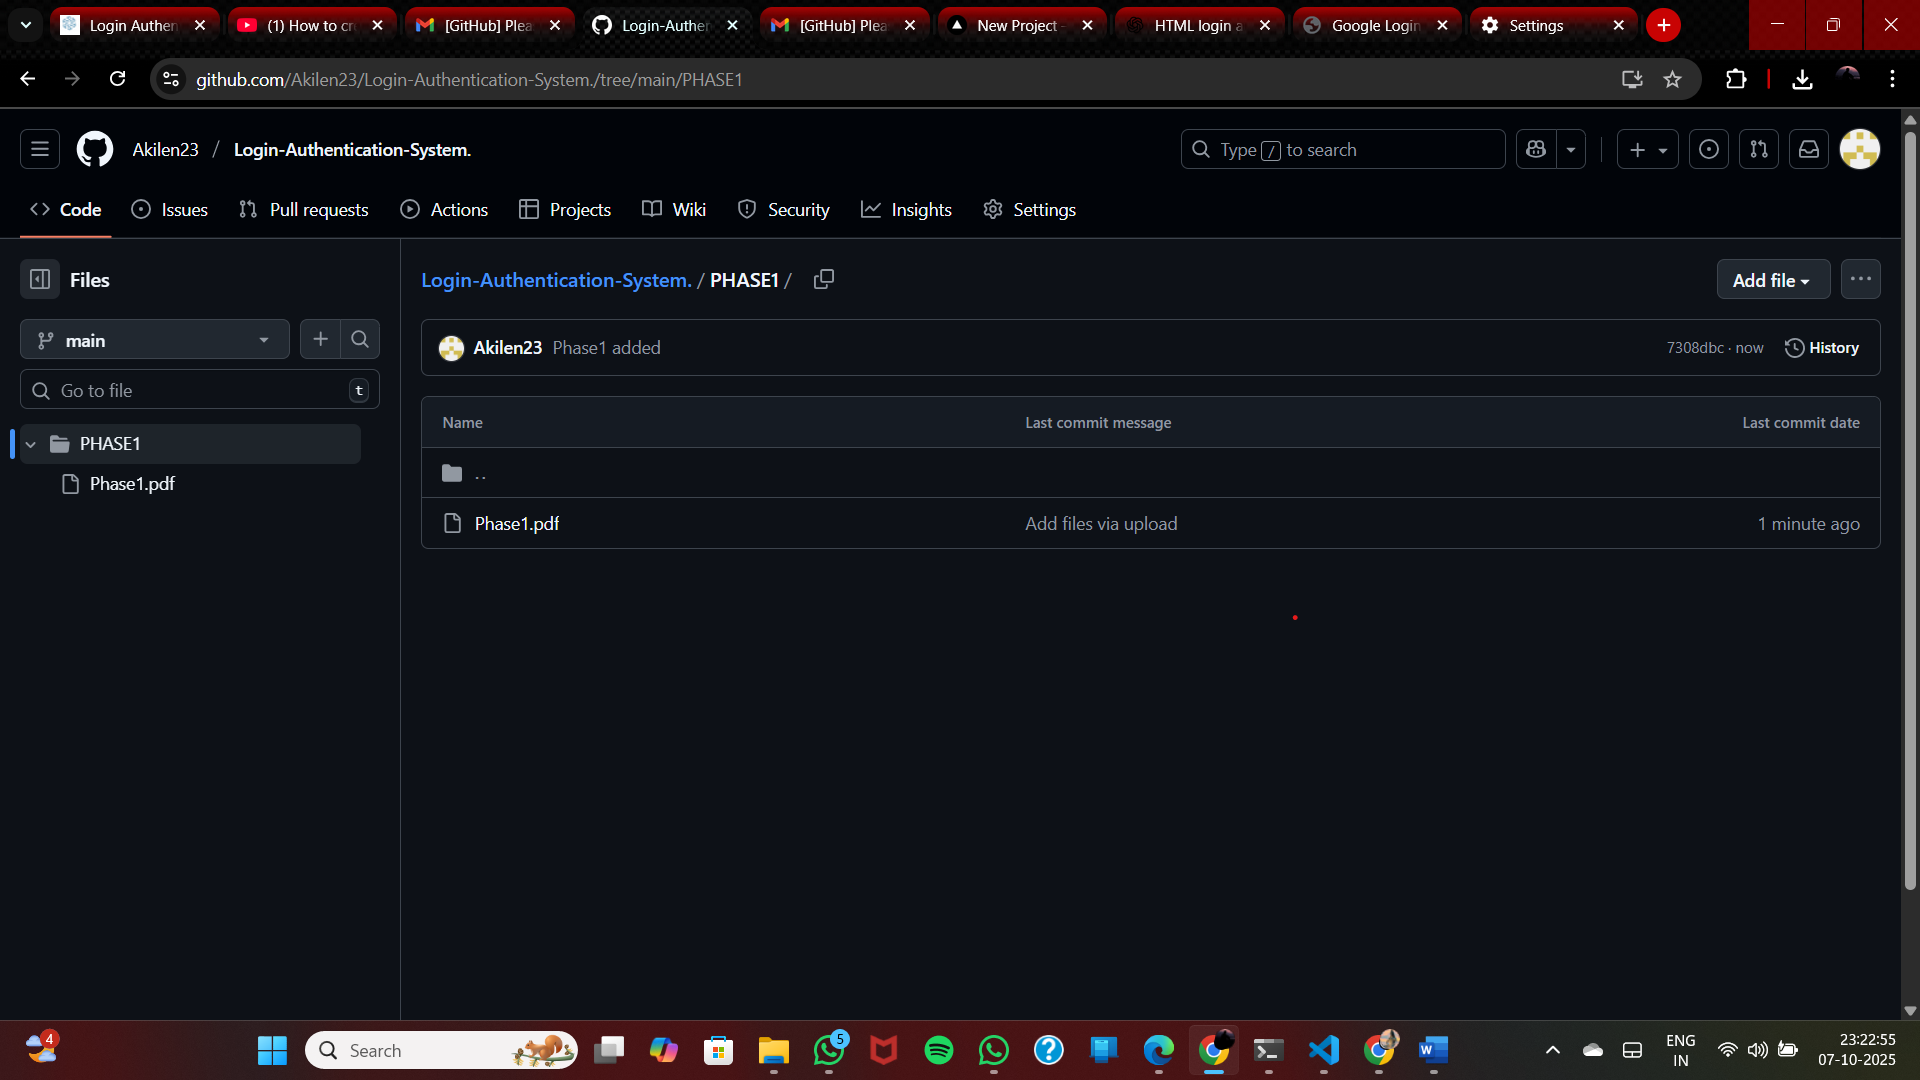 Login Authen
(1) How to cr
[GitHub] Plea
Login-Auther
[GitHub] Plea
New Project -
HTML login a
Google Login
Settings
github.com/Akilen23/Login-Authentication-System./tree/main/PHASE1
Akilen23 / Login-Authentication-System.
Type / to search
Code
Issues
Pull requests
Actions
Projects
Wiki
Security
Insights
Settings
Files
main
Go to file
t
PHASE1
Phase1.pdf
Login-Authentication-System. / PHASE1 /
Add file
Akilen23 Phase1 added
7308dbc · now
History
Name Last commit message Last commit date
..
Phase1.pdf Add files via upload 1 minute ago
4
Search
5
ENG
IN
23:22:55
07-10-2025